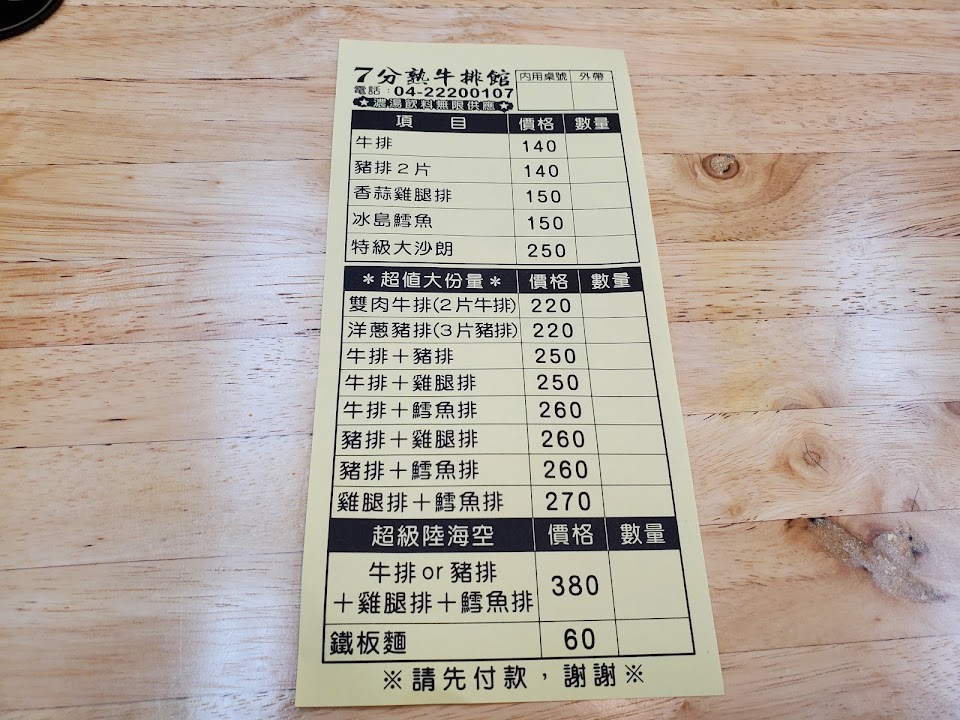 7分熟牛排館
內用桌號 外帶
電話：04-22200107
★濃湯飲料無限供應★
項 目 價格 數量
牛排 140
豬排２片 140
香蒜雞腿排 150
冰島鱈魚 150
特級大沙朗 250
＊超值大份量＊ 價格 數量
雙肉牛排(2片牛排) 220
洋蔥豬排(3片豬排) 220
牛排＋豬排 250
牛排＋雞腿排 250
牛排＋鱈魚排 260
豬排＋雞腿排 260
豬排＋鱈魚排 260
雞腿排＋鱈魚排 270
超級陸海空 價格 數量
牛排or豬排
＋雞腿排＋鱈魚排 380
鐵板麵 60
※請先付款，謝謝※